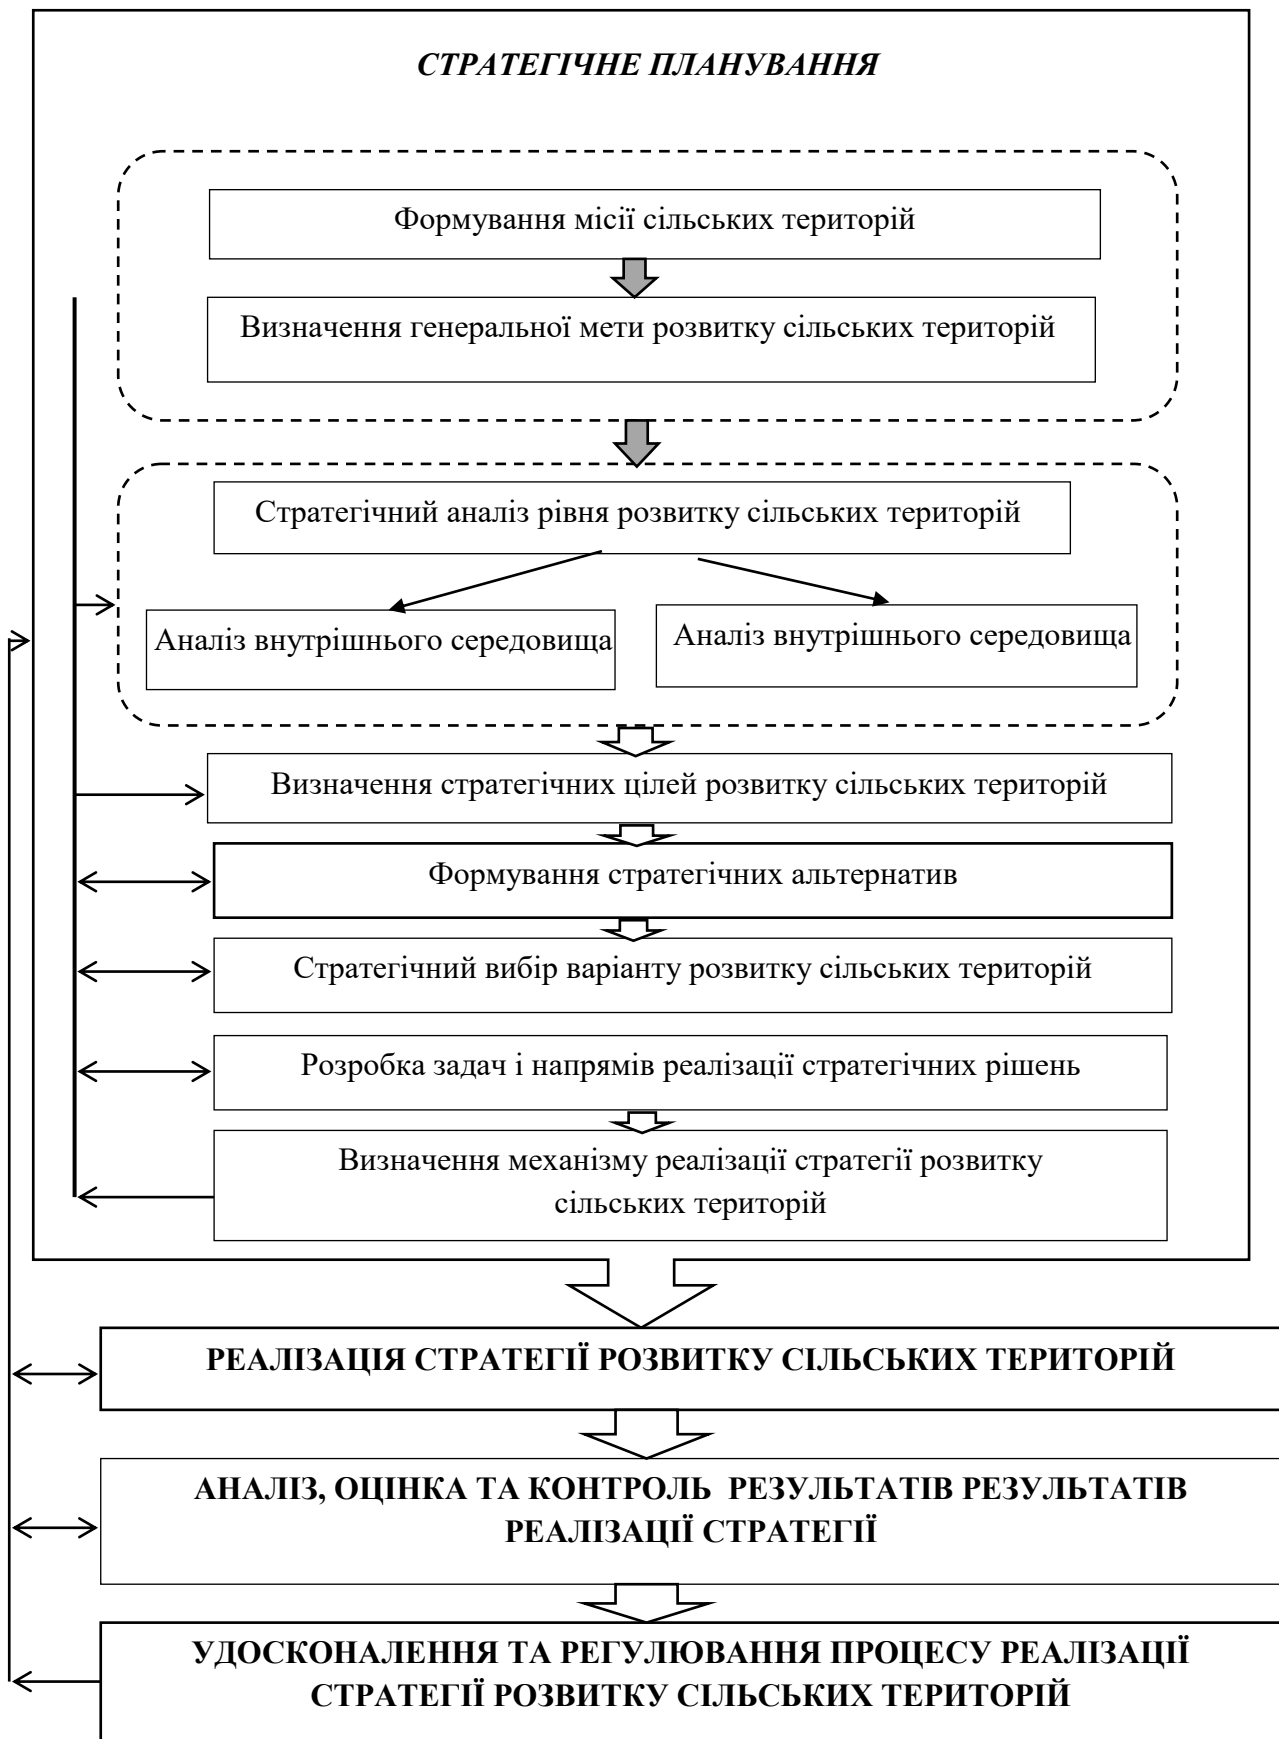 СТРАТЕГІЧНЕ ПЛАНУВАННЯ
Формування місії сільських територій
Визначення генеральної мети розвитку сільських територій
Стратегічний аналіз рівня розвитку сільських територій
Аналіз внутрішнього середовища
Аналіз внутрішнього середовища
Визначення стратегічних цілей розвитку сільських територій
Формування стратегічних альтернатив
Стратегічний вибір варіанту розвитку сільських територій
Розробка задач і напрямів реалізації стратегічних рішень
Визначення механізму реалізації стратегії розвитку
сільських територій
РЕАЛІЗАЦІЯ СТРАТЕГІЇ РОЗВИТКУ СІЛЬСЬКИХ ТЕРИТОРІЙ
АНАЛІЗ, ОЦІНКА ТА КОНТРОЛЬ РЕЗУЛЬТАТІВ РЕЗУЛЬТАТІВ
РЕАЛІЗАЦІЇ СТРАТЕГІЇ
УДОСКОНАЛЕННЯ ТА РЕГУЛЮВАННЯ ПРОЦЕСУ РЕАЛІЗАЦІЇ
СТРАТЕГІЇ РОЗВИТКУ СІЛЬСЬКИХ ТЕРИТОРІЙ